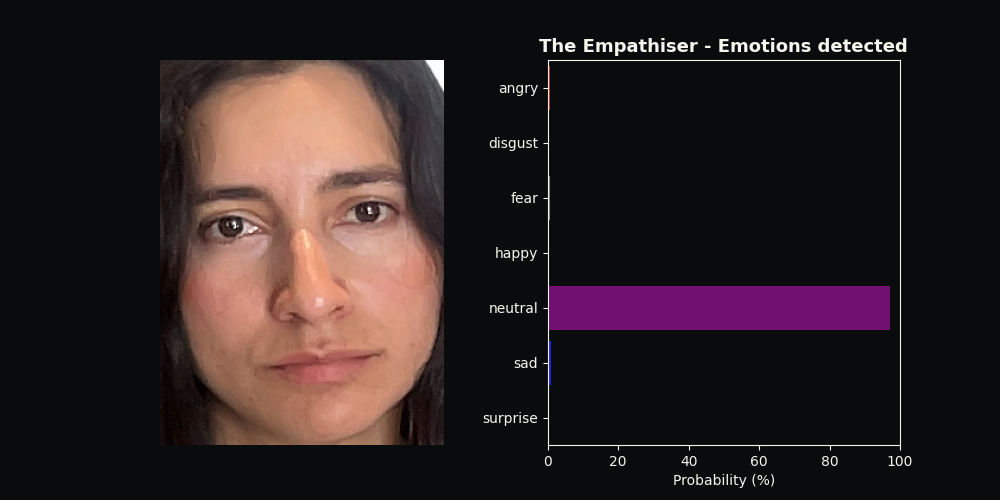 The Empathiser - Emotions detected
angry
disgust
fear
happy
neutral
sad
surprise
0 20 40 60 80 100
Probability (%)